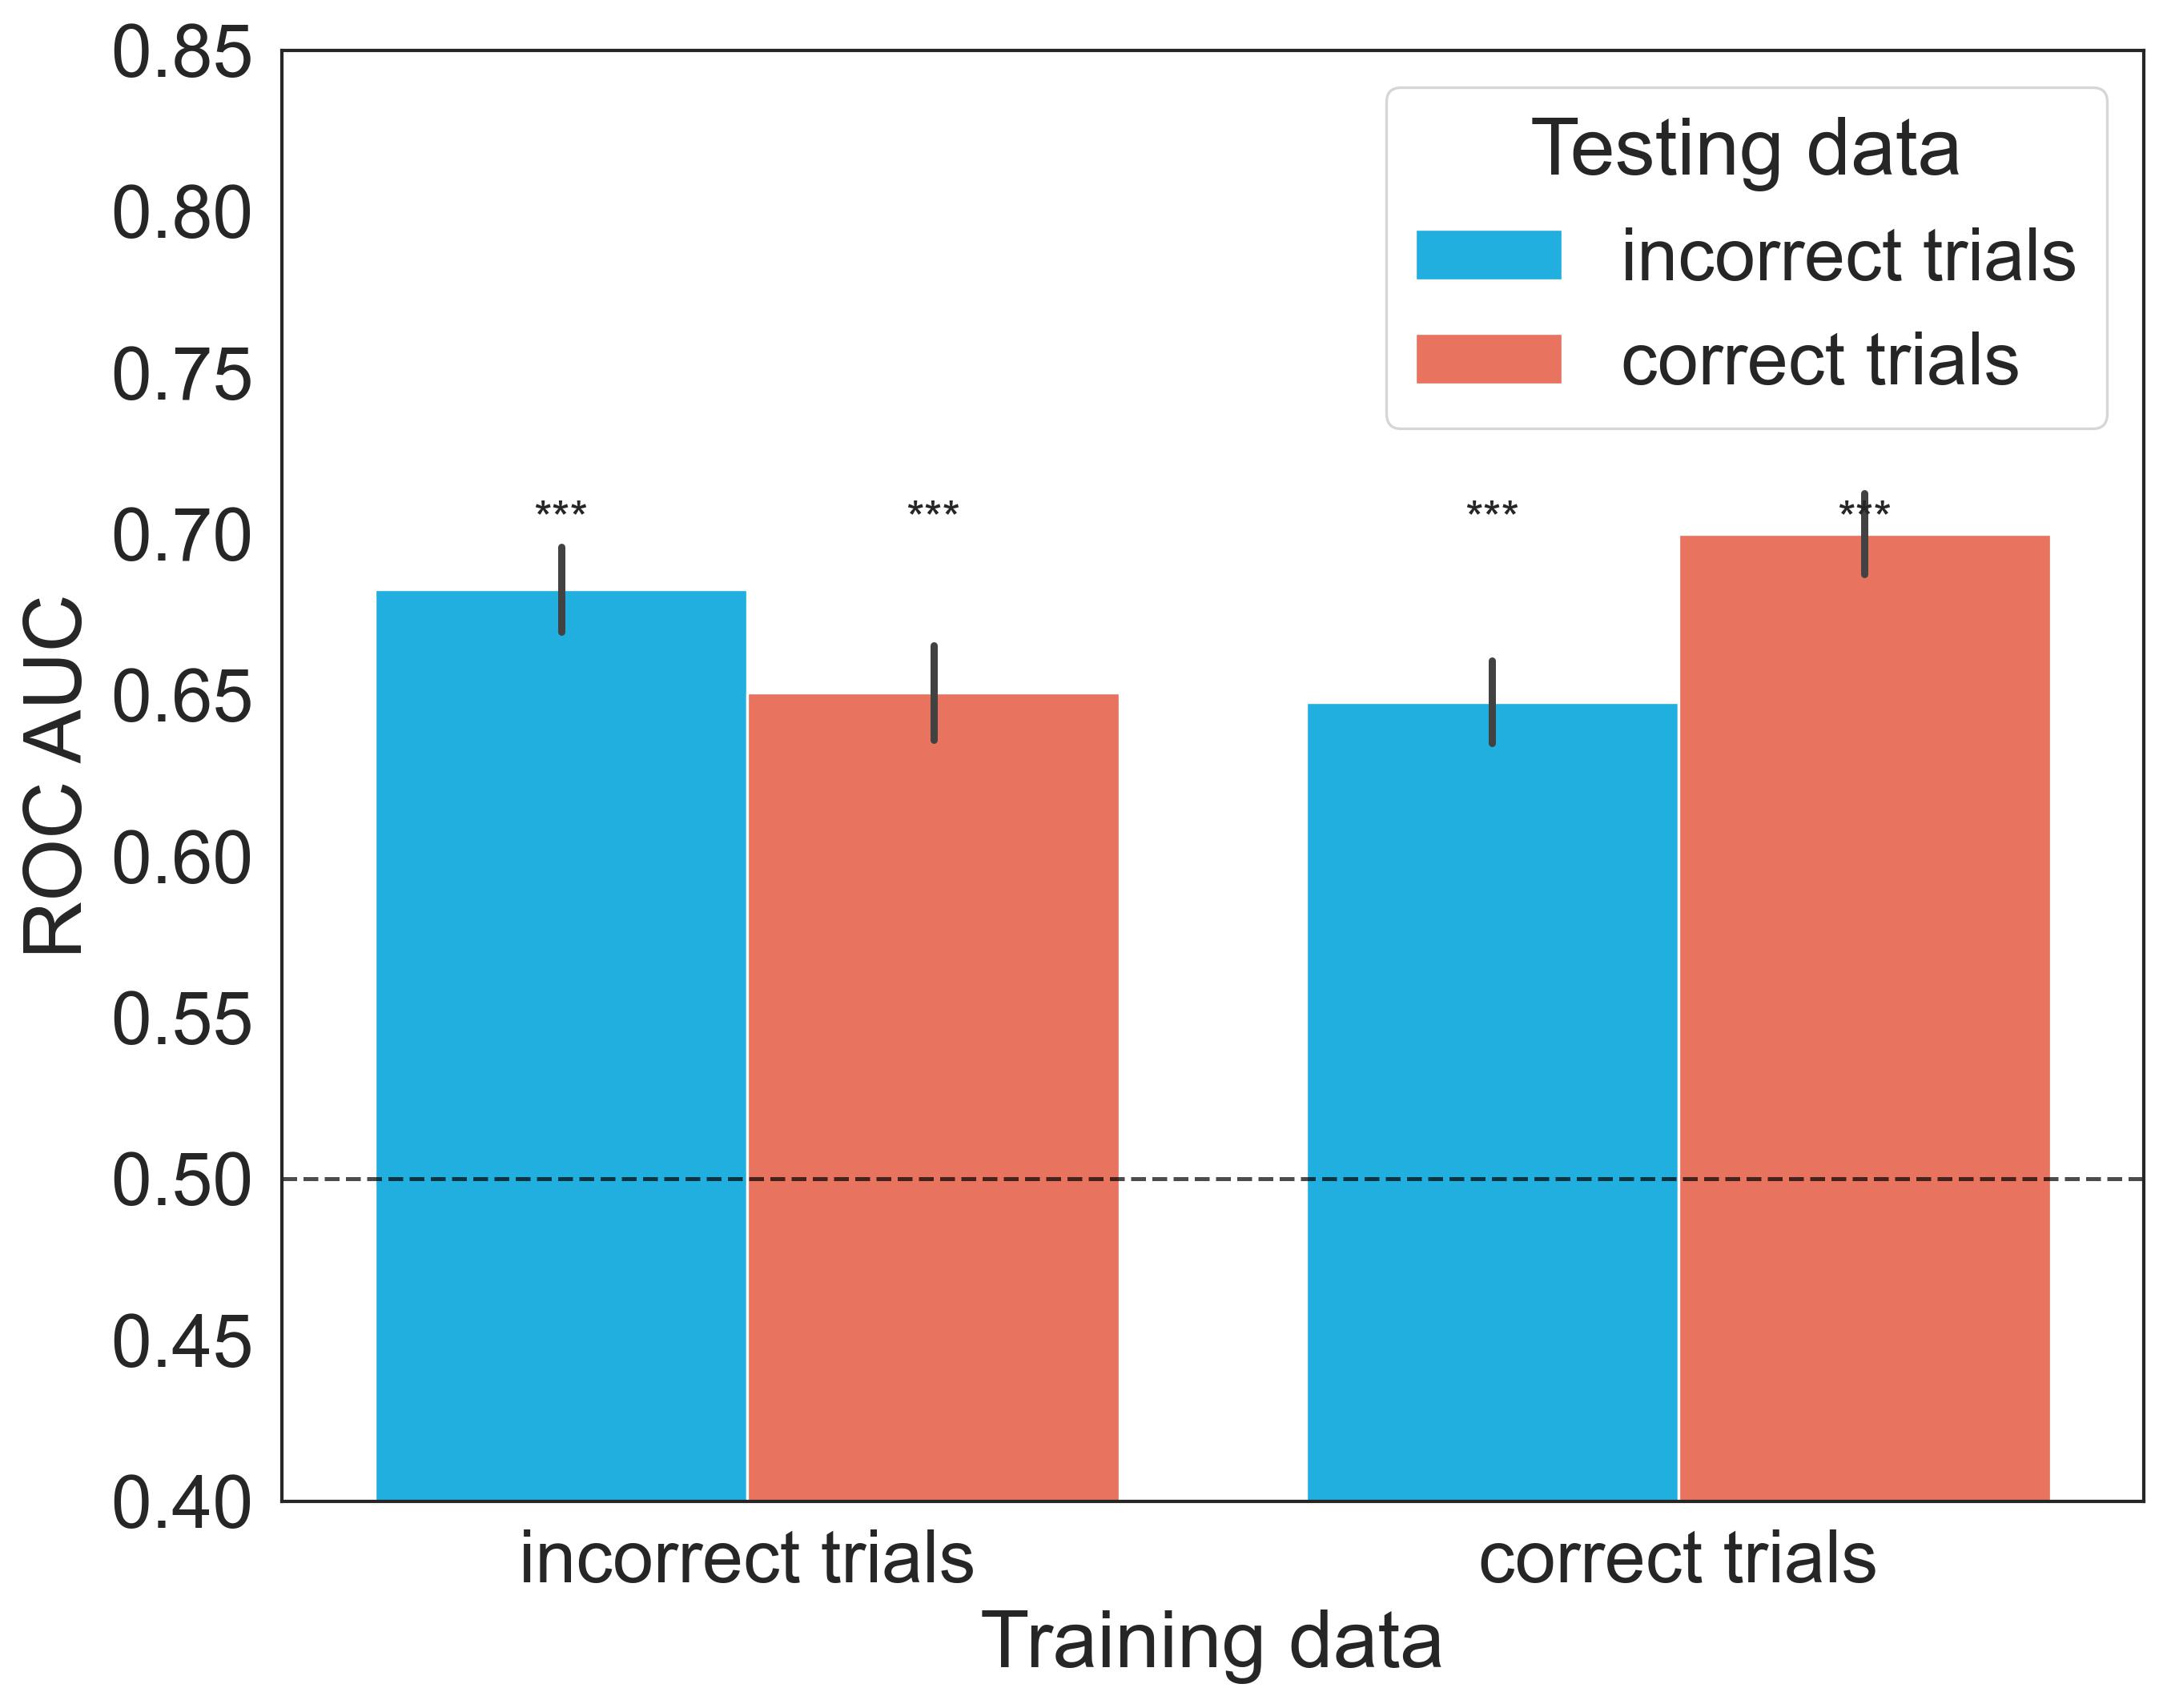 0.85
0.80
0.75
0.70
0.65
0.60
0.55
0.50
0.45
0.40
ROC AUC
Testing data
incorrect trials
correct trials
*** *** *** ***
incorrect trials correct trials
Training data